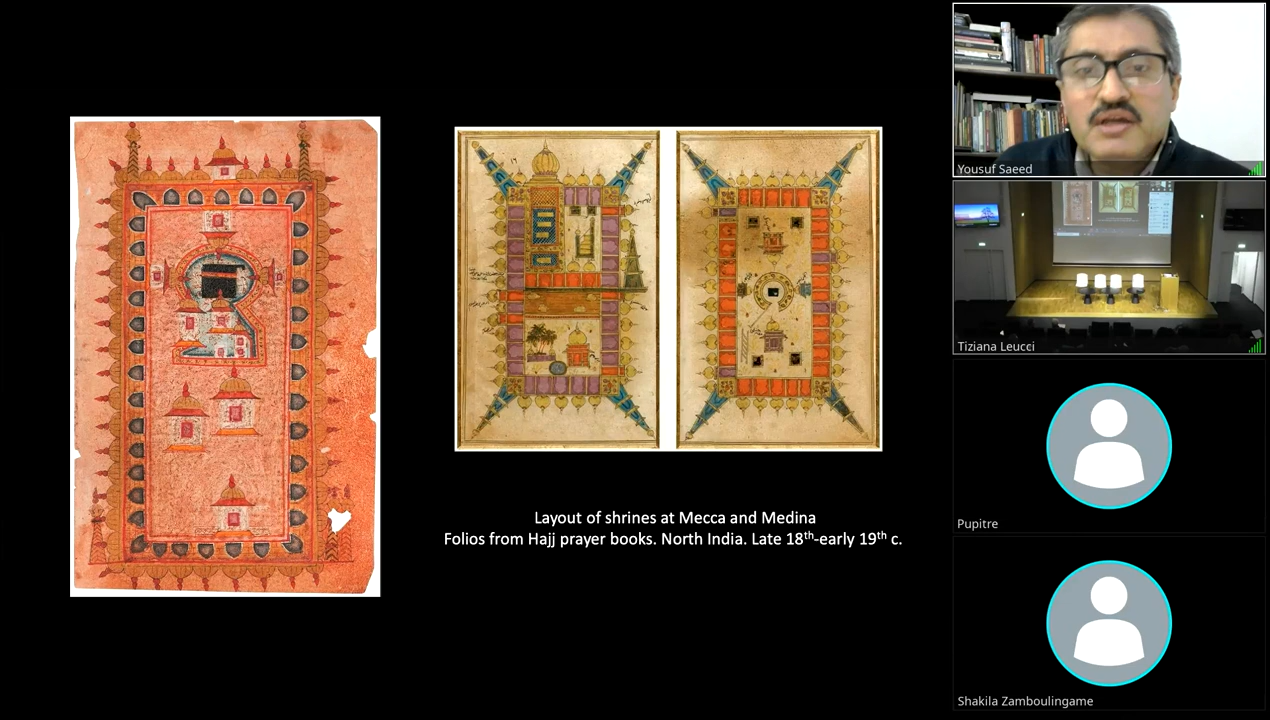 Layout of shrines at Mecca and Medina
Folios from Hajj prayer books. North India. Late 18th-early 19th c.
Yousuf Saeed
Tiziana Leucci
Pupitre
Shakila Zamboulingame